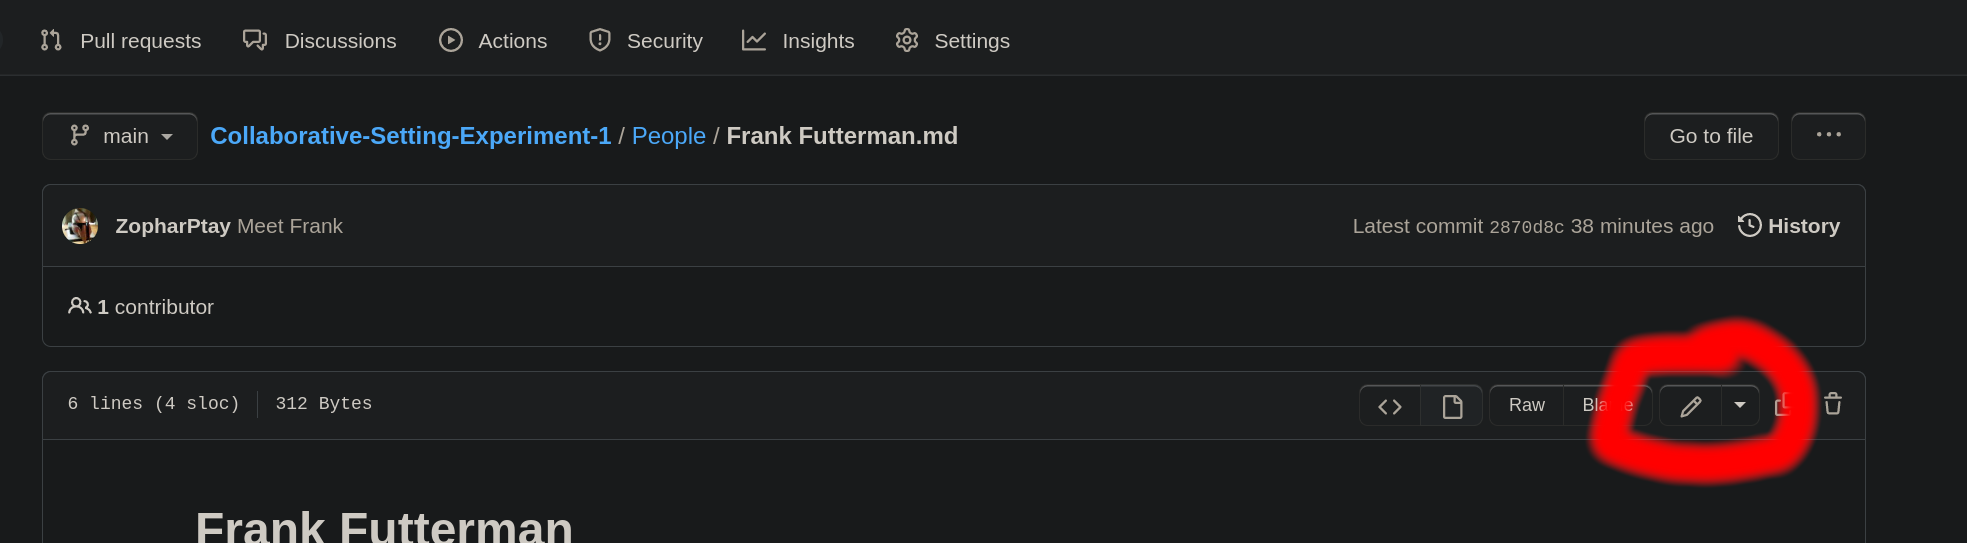 Pull requests Discussions Actions Security Insights Settings
main Collaborative-Setting-Experiment-1 / People / Frank Futterman.md Go to file ...
ZopharPtay Meet Frank Latest commit 2870d8c 38 minutes ago History
1 contributor
6 lines (4 sloc) 312 Bytes Raw
Frank Futterman